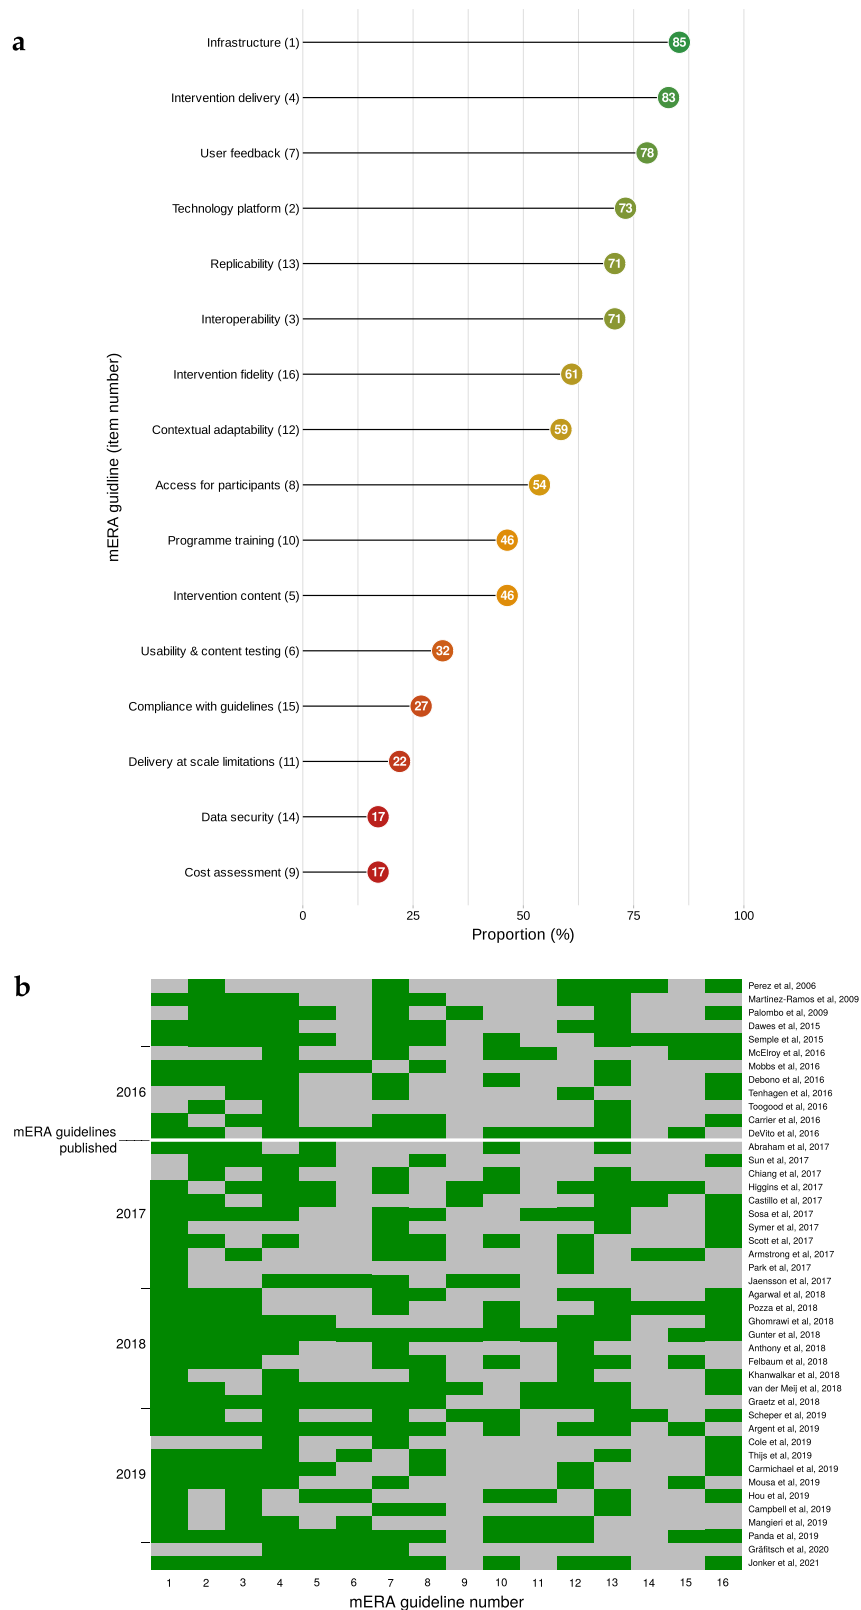 a
Infrastructure (1)
85
Intervention delivery (4)
83
User feedback (7)
78
Technology platform (2)
73
Replicability (13)
71
Interoperability (3)
71
Intervention fidelity (16)
61
Contextual adaptability (12)
59
Access for participants (8)
54
Programme training (10)
46
Intervention content (5)
46
Usability & content testing (6)
32
Compliance with guidelines (15)
27
Delivery at scale limitations (11)
22
Data security (14)
17
Cost assessment (9)
17
mERA guidline (item number)
0 25 50 75 100
Proportion (%)
b
Perez et al, 2006
Martinez-Ramos et al, 2009
Palombo et al, 2009
Dawes et al, 2015
Semple et al, 2015
McElroy et al, 2016
Mobbs et al, 2016
Debono et al, 2016
2016
Tenhagen et al, 2016
Toogood et al, 2016
Carrier et al, 2016
DeVito et al, 2016
mERA guidelines
published
Abraham et al, 2017
Sun et al, 2017
Chiang et al, 2017
Higgins et al, 2017
Castillo et al, 2017
2017
Sosa et al, 2017
Symer et al, 2017
Scott et al, 2017
Armstrong et al, 2017
Park et al, 2017
Jaensson et al, 2017
Agarwal et al, 2018
Pozza et al, 2018
Ghomrawi et al, 2018
Gunter et al, 2018
2018
Anthony et al, 2018
Felbaum et al, 2018
Khanwalkar et al, 2018
van der Meij et al, 2018
Graetz et al, 2018
Scheper et al, 2019
Argent et al, 2019
Cole et al, 2019
Thijs et al, 2019
Carmichael et al, 2019
2019
Mousa et al, 2019
Hou et al, 2019
Campbell et al, 2019
Mangieri et al, 2019
Panda et al, 2019
Gräfitsch et al, 2020
Jonker et al, 2021
1 2 3 4 5 6 7 8 9 10 11 12 13 14 15 16
mERA guideline number